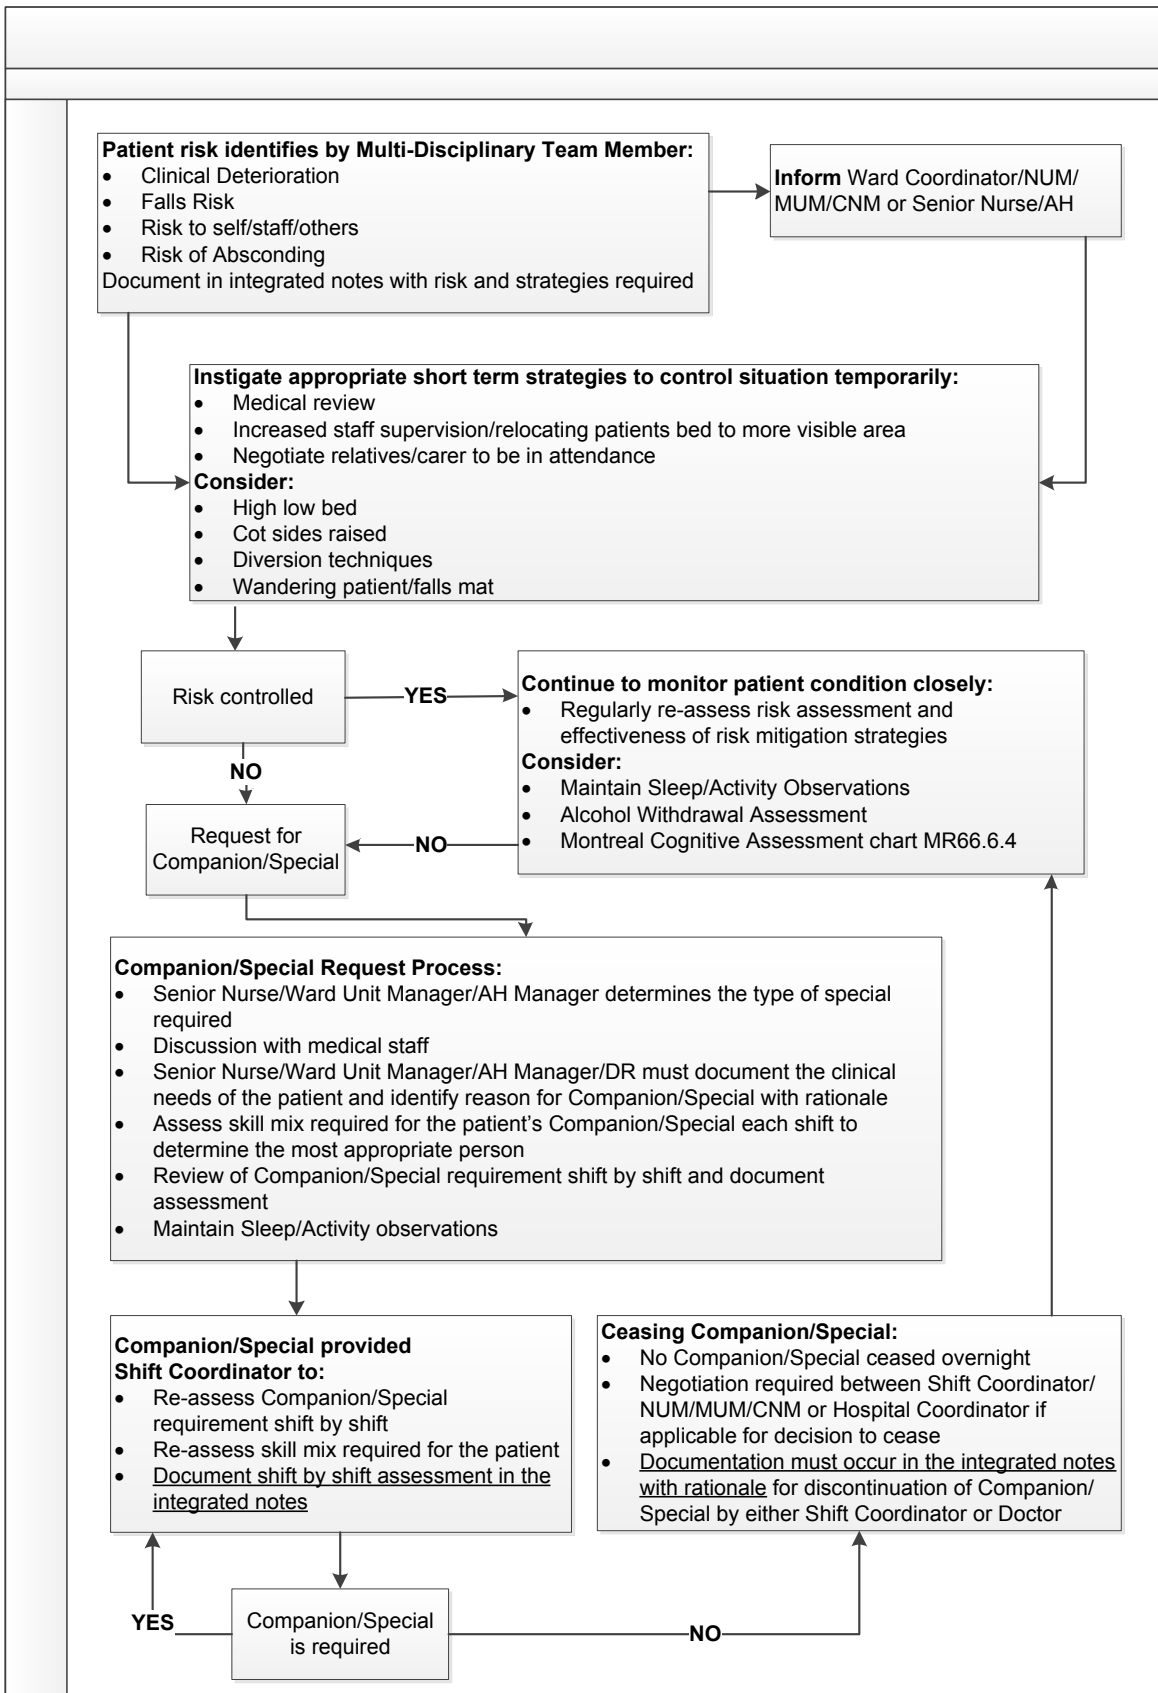 Patient risk identifies by Multi-Disciplinary Team Member:
• Clinical Deterioration
• Falls Risk
• Risk to self/staff/others
• Risk of Absconding
Document in integrated notes with risk and strategies required
Inform Ward Coordinator/NUM/
MUM/CNM or Senior Nurse/AH
Instigate appropriate short term strategies to control situation temporarily:
• Medical review
• Increased staff supervision/relocating patients bed to more visible area
• Negotiate relatives/carer to be in attendance
Consider:
• High low bed
• Cot sides raised
• Diversion techniques
• Wandering patient/falls mat
Risk controlled
YES
Continue to monitor patient condition closely:
• Regularly re-assess risk assessment and
effectiveness of risk mitigation strategies
Consider:
• Maintain Sleep/Activity Observations
• Alcohol Withdrawal Assessment
• Montreal Cognitive Assessment chart MR66.6.4
NO
Request for
Companion/Special
NO
Companion/Special Request Process:
• Senior Nurse/Ward Unit Manager/AH Manager determines the type of special
required
• Discussion with medical staff
• Senior Nurse/Ward Unit Manager/AH Manager/DR must document the clinical
needs of the patient and identify reason for Companion/Special with rationale
• Assess skill mix required for the patient’s Companion/Special each shift to
determine the most appropriate person
• Review of Companion/Special requirement shift by shift and document
assessment
• Maintain Sleep/Activity observations
Companion/Special provided
Shift Coordinator to:
• Re-assess Companion/Special
requirement shift by shift
• Re-assess skill mix required for the patient
• Document shift by shift assessment in the
integrated notes
Ceasing Companion/Special:
• No Companion/Special ceased overnight
• Negotiation required between Shift Coordinator/
NUM/MUM/CNM or Hospital Coordinator if
applicable for decision to cease
• Documentation must occur in the integrated notes
with rationale for discontinuation of Companion/
Special by either Shift Coordinator or Doctor
YES
Companion/Special
is required
NO